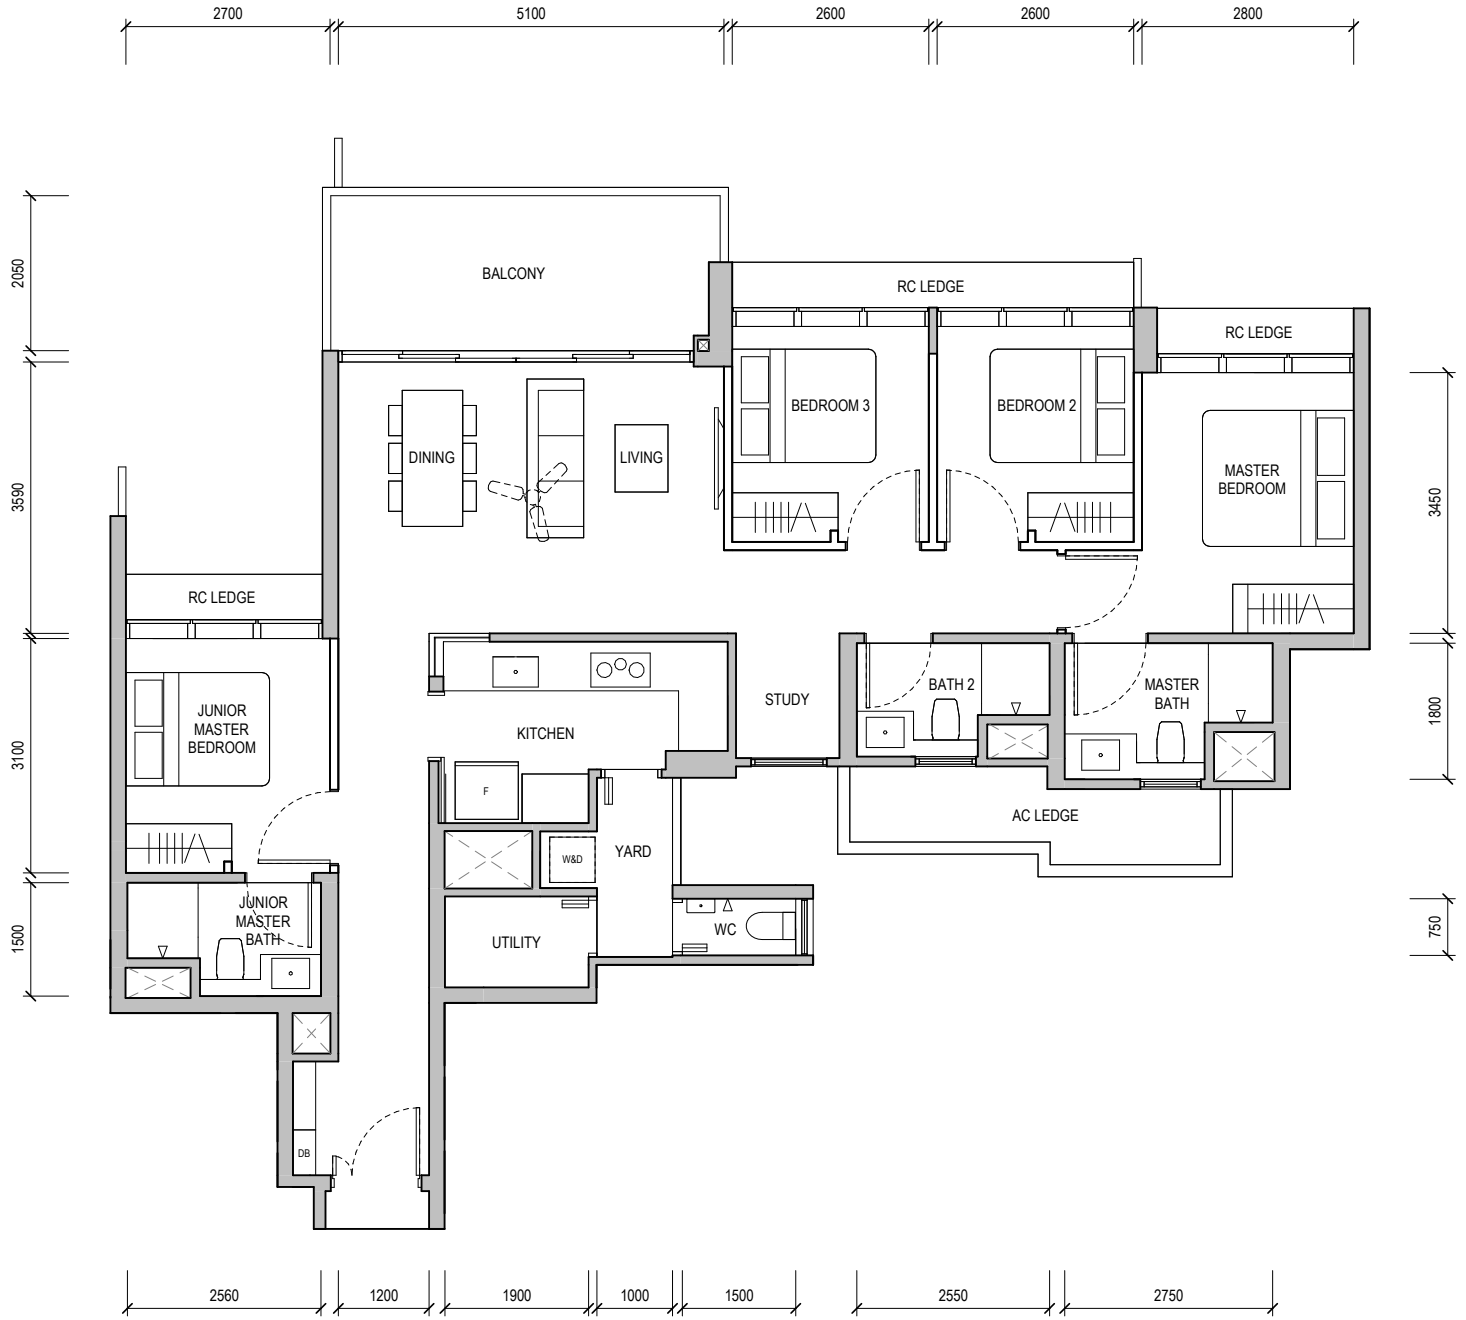 2700
5100
2600
2600
2800
2050
BALCONY
RC LEDGE
RC LEDGE
BEDROOM 3
BEDROOM 2
DINING
LIVING
MASTER
BEDROOM
3590
3450
RC LEDGE
JUNIOR
MASTER
BEDROOM
KITCHEN
STUDY
BATH 2
MASTER
BATH
3100
1800
F
AC LEDGE
W&D
YARD
JUNIOR
MASTER
BATH
UTILITY
WC
1500
750
DB
2560
1200
1900
1000
1500
2550
2750